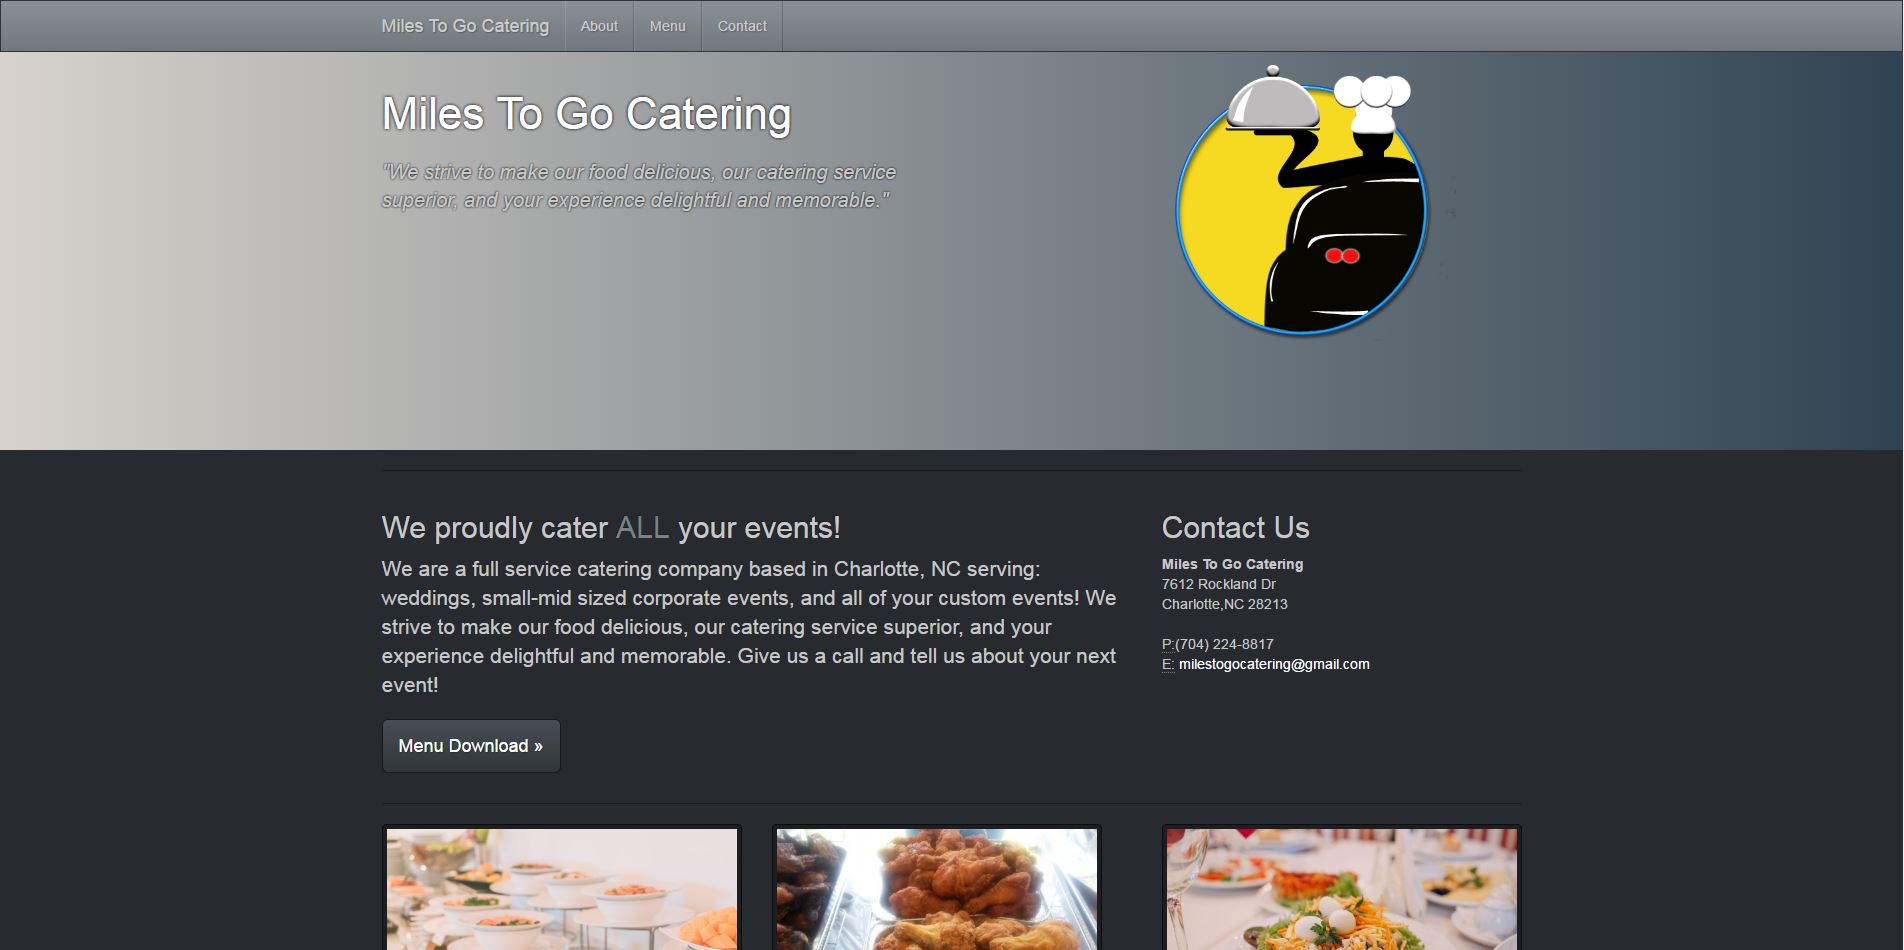 Miles To Go Catering
About
Menu
Contact
Miles To Go Catering
"We strive to make our food delicious, our catering service
superior, and your experience delightful and memorable."
We proudly cater ALL your events!
We are a full service catering company based in Charlotte, NC serving:
weddings, small-mid sized corporate events, and all of your custom events! We
strive to make our food delicious, our catering service superior, and your
experience delightful and memorable. Give us a call and tell us about your next
event!
Menu Download »
Contact Us
Miles To Go Catering
7612 Rockland Dr
Charlotte,NC 28213
P:(704) 224-8817
E: milestogocatering@gmail.com